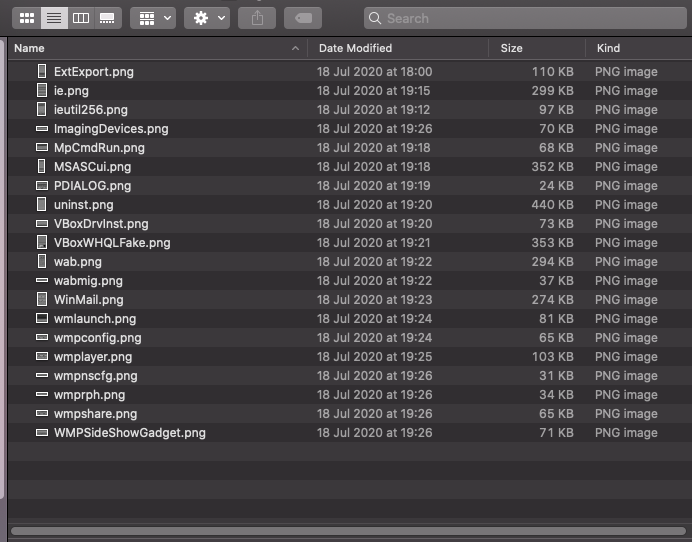 Search
Name Date Modified Size Kind
ExtExport.png 18 Jul 2020 at 18:00 110 KB PNG image
ie.png 18 Jul 2020 at 19:15 299 KB PNG image
ieutil256.png 18 Jul 2020 at 19:12 97 KB PNG image
ImagingDevices.png 18 Jul 2020 at 19:26 70 KB PNG image
MpCmdRun.png 18 Jul 2020 at 19:18 68 KB PNG image
MSASCui.png 18 Jul 2020 at 19:18 352 KB PNG image
PDIALOG.png 18 Jul 2020 at 19:19 24 KB PNG image
uninst.png 18 Jul 2020 at 19:20 440 KB PNG image
VBoxDrvInst.png 18 Jul 2020 at 19:20 73 KB PNG image
VBoxWHQLFake.png 18 Jul 2020 at 19:21 353 KB PNG image
wab.png 18 Jul 2020 at 19:22 294 KB PNG image
wabmig.png 18 Jul 2020 at 19:22 37 KB PNG image
WinMail.png 18 Jul 2020 at 19:23 274 KB PNG image
wmlaunch.png 18 Jul 2020 at 19:24 81 KB PNG image
wmpconfig.png 18 Jul 2020 at 19:24 65 KB PNG image
wmplayer.png 18 Jul 2020 at 19:25 103 KB PNG image
wmpnscfg.png 18 Jul 2020 at 19:26 31 KB PNG image
wmprph.png 18 Jul 2020 at 19:26 34 KB PNG image
wmpshare.png 18 Jul 2020 at 19:26 65 KB PNG image
WMPSideShowGadget.png 18 Jul 2020 at 19:26 71 KB PNG image